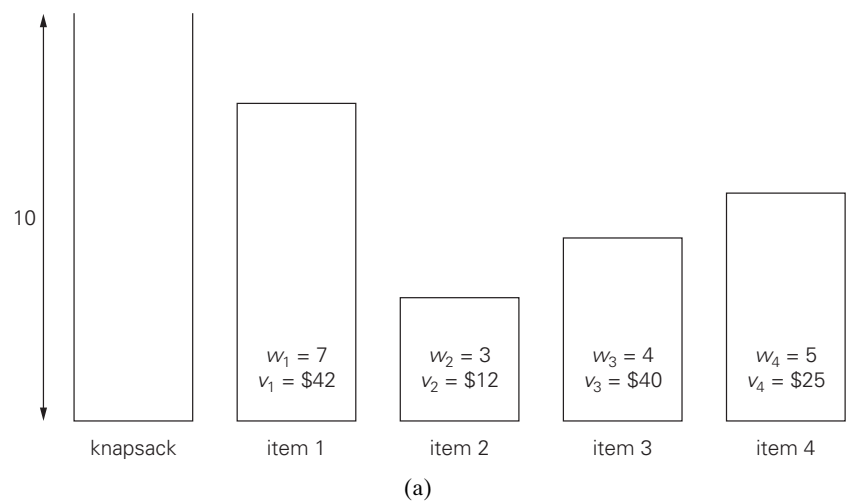 10
w₁ = 7
v₁ = $42
w₂ = 3
v₂ = $12
w₃ = 4
v₃ = $40
w₄ = 5
v₄ = $25
knapsack
item 1
item 2
item 3
item 4
(a)